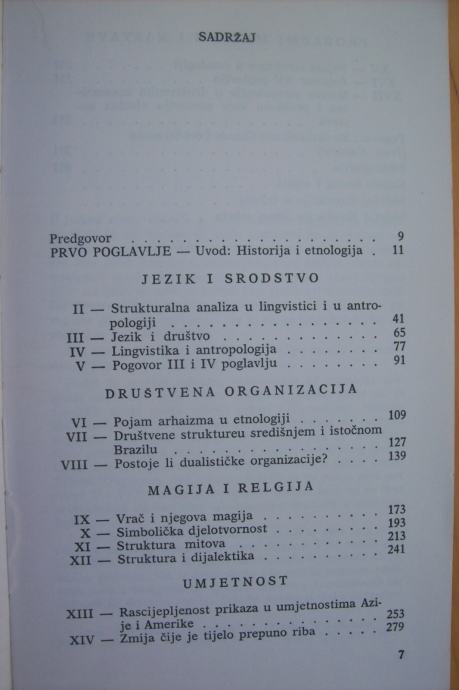 SADRŽAJ
Predgovor . . . . . . . . . . . . . . . . . . 9
PRVO POGLAVLJE — Uvod: Historija i etnologija . 11
JEZIK I SRODSTVO
II — Strukturalna analiza u lingvistici i u antro-
pologiji . . . . . . . . . . . . . . . 41
III — Jezik i društvo . . . . . . . . . . . . 65
IV — Lingvistika i antropologija . . . . . . . 77
V — Pogovor III i IV poglavlju . . . . . . . 91
DRUŠTVENA ORGANIZACIJA
VI — Pojam arhaizma u etnologiji . . . . . . 109
VII — Društvene struktureu središnjem i istočnom
Brazilu . . . . . . . . . . . . . . . 127
VIII — Postoje li dualističke organizacije? . . . . 139
MAGIJA I RELGIJA
IX — Vrač i njegova magija . . . . . . . . . 173
X — Simbolička djelotvornost . . . . . . . . 193
XI — Struktura mitova . . . . . . . . . . . 213
XII — Struktura i dijalektika . . . . . . . . . 241
UMJETNOST
XIII — Rascijepljenost prikaza u umjetnostima Azi-
je i Amerike . . . . . . . . . . . . . 253
XIV — Zmija čije je tijelo prepuno riba . . . . . 279
7